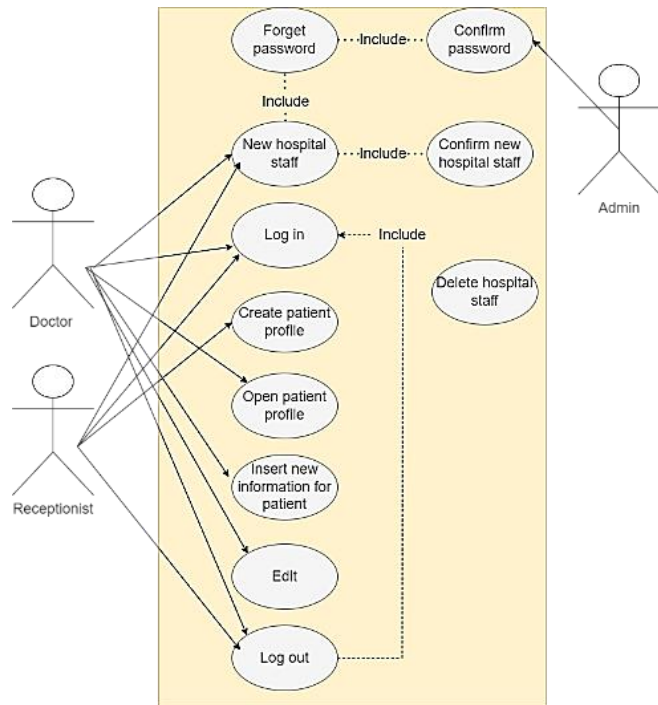 Forget
password
Include
Confirm
password
Include
New hospital
staff
Include
Confirm new
hospital staff
Admin
Log in
Include
Doctor
Delete hospital
staff
Create patient
profile
Open patient
profile
Receptionist
Insert new
information for
patient
Edit
Log out